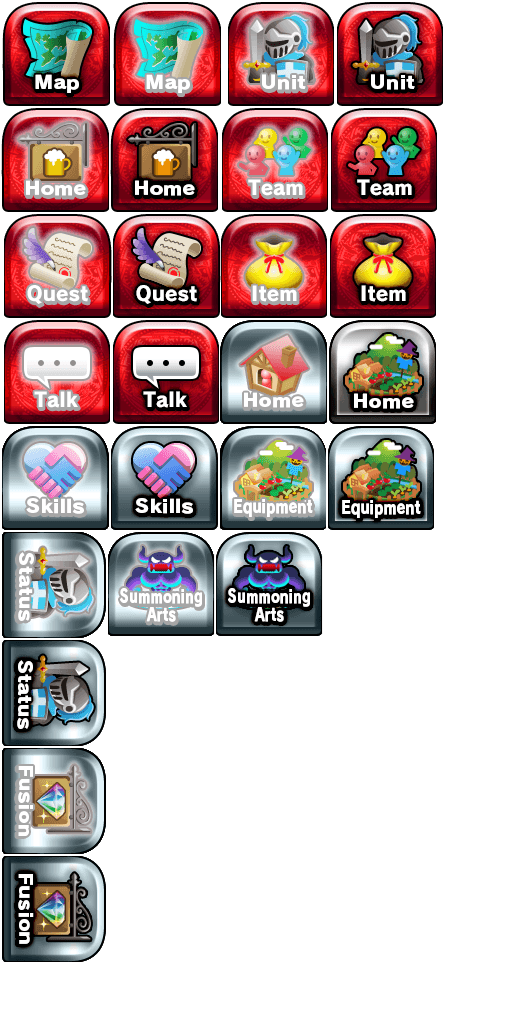 Map
Map
Unit
Unit
Home
Home
Team
Team
Quest
Quest
Item
Item
Talk
Talk
Home
Home
Skills
Skills
Equipment
Equipment
Status
Summoning
Arts
Summoning
Arts
Status
Fusion
Fusion